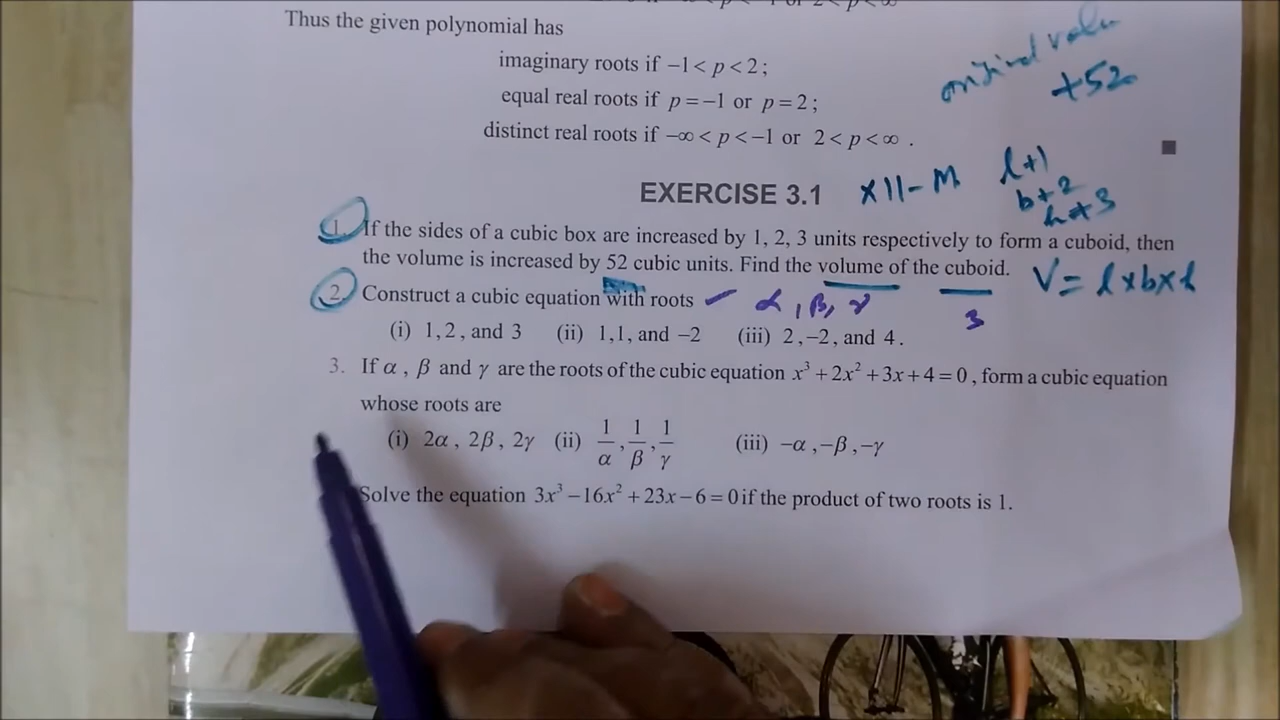 Thus the given polynomial has
imaginary roots if −1 < p < 2 ;
equal real roots if p = −1 or p = 2 ;
distinct real roots if −∞ < p < −1 or 2 < p < ∞ .
+52
EXERCISE 3.1 XII - M
l+1
b+2
h+3
1. If the sides of a cubic box are increased by 1, 2, 3 units respectively to form a cuboid, then
the volume is increased by 52 cubic units. Find the volume of the cuboid.
V = l×b×h
2. Construct a cubic equation with roots α, β, γ
3
(i) 1, 2 , and 3 (ii) 1, 1, and −2 (iii) 2 , −2, and 4 .
3. If α , β and γ are the roots of the cubic equation x³ + 2x² + 3x + 4 = 0 , form a cubic equation
whose roots are
(i) 2α , 2β , 2γ (ii) 1/α , 1/β , 1/γ (iii) −α , −β , −γ
Solve the equation 3x³ − 16x² + 23x − 6 = 0 if the product of two roots is 1.